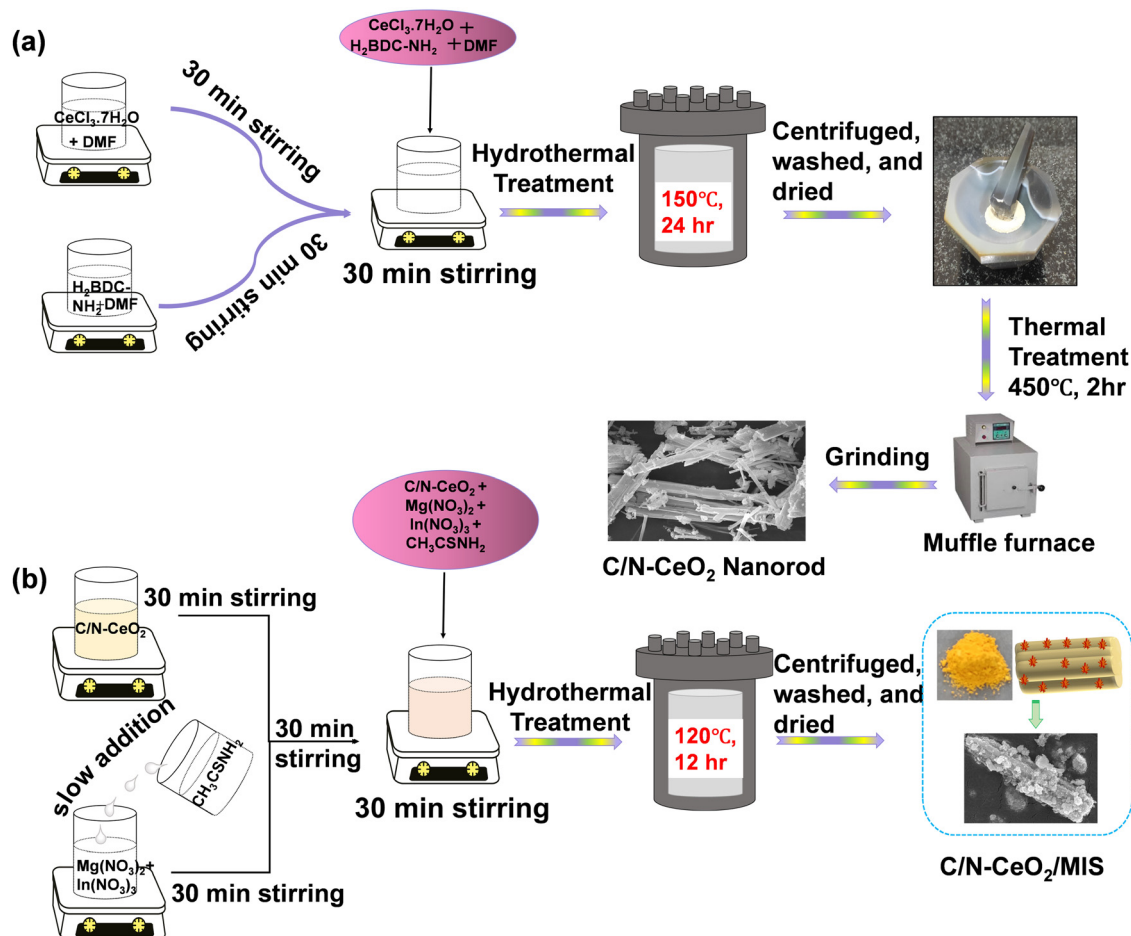 (a)
CeCl₃.7H₂O
+ DMF
30 min stirring
H₂BDC-
NH₂+DMF
30 min stirring
CeCl₃.7H₂O +
H₂BDC-NH₂ +DMF
30 min stirring
Hydrothermal
Treatment
150℃,
24 hr
Centrifuged,
washed, and
dried
Thermal
Treatment
450℃, 2hr
Muffle furnace
Grinding
C/N-CeO₂ Nanorod
(b)
C/N-CeO₂
30 min stirring
slow addition
CH₃CSNH₂
Mg(NO₃)₂+
In(NO₃)₃
30 min stirring
30 min
stirring
C/N-CeO₂ +
Mg(NO₃)₂+
In(NO₃)₃+
CH₃CSNH₂
30 min stirring
Hydrothermal
Treatment
120℃,
12 hr
Centrifuged,
washed, and
dried
C/N-CeO₂/MIS